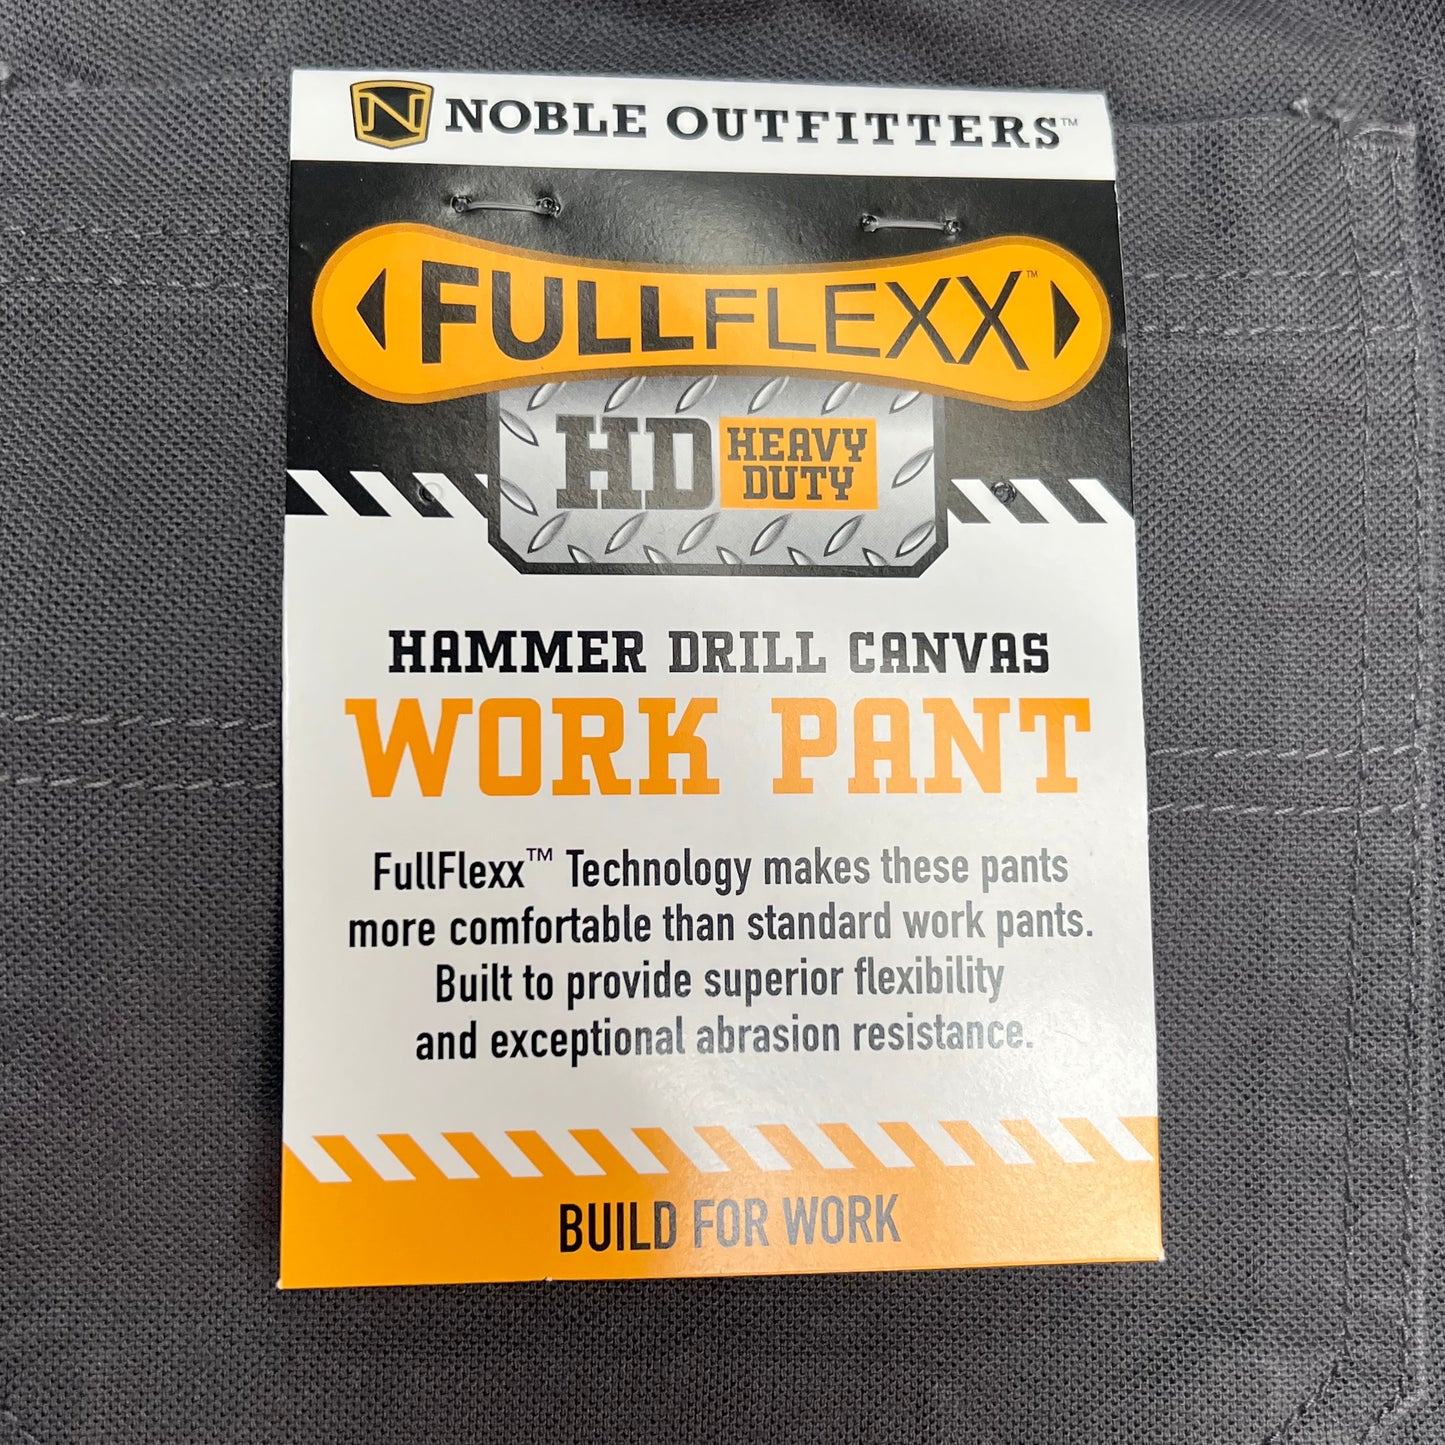 N NOBLE OUTFITTERS™
FULLFLEXX™
HD HEAVY
DUTY
HAMMER DRILL CANVAS
WORK PANT
FullFlexx™ Technology makes these pants
more comfortable than standard work pants.
Built to provide superior flexibility
and exceptional abrasion resistance.
BUILD FOR WORK